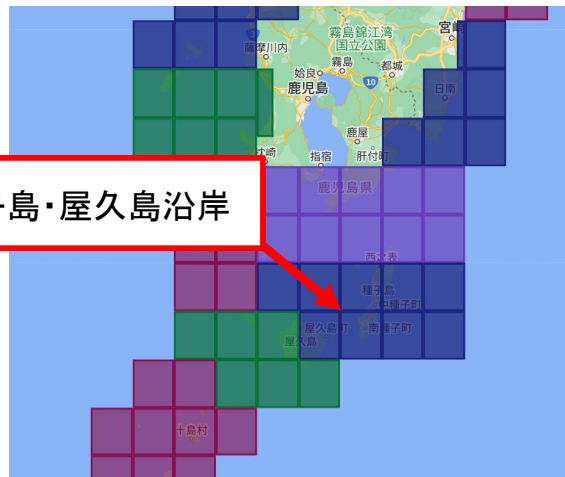 霧島錦江湾
国立公園
宮崎
薩摩川内
霧島
都城
姶良
10
鹿児島
日南
鹿屋
枕崎
指宿
肝付町
鹿児島県
島・屋久島沿岸
西之表
種子島
中種子町
屋久島町
南種子町
屋久島
十島村